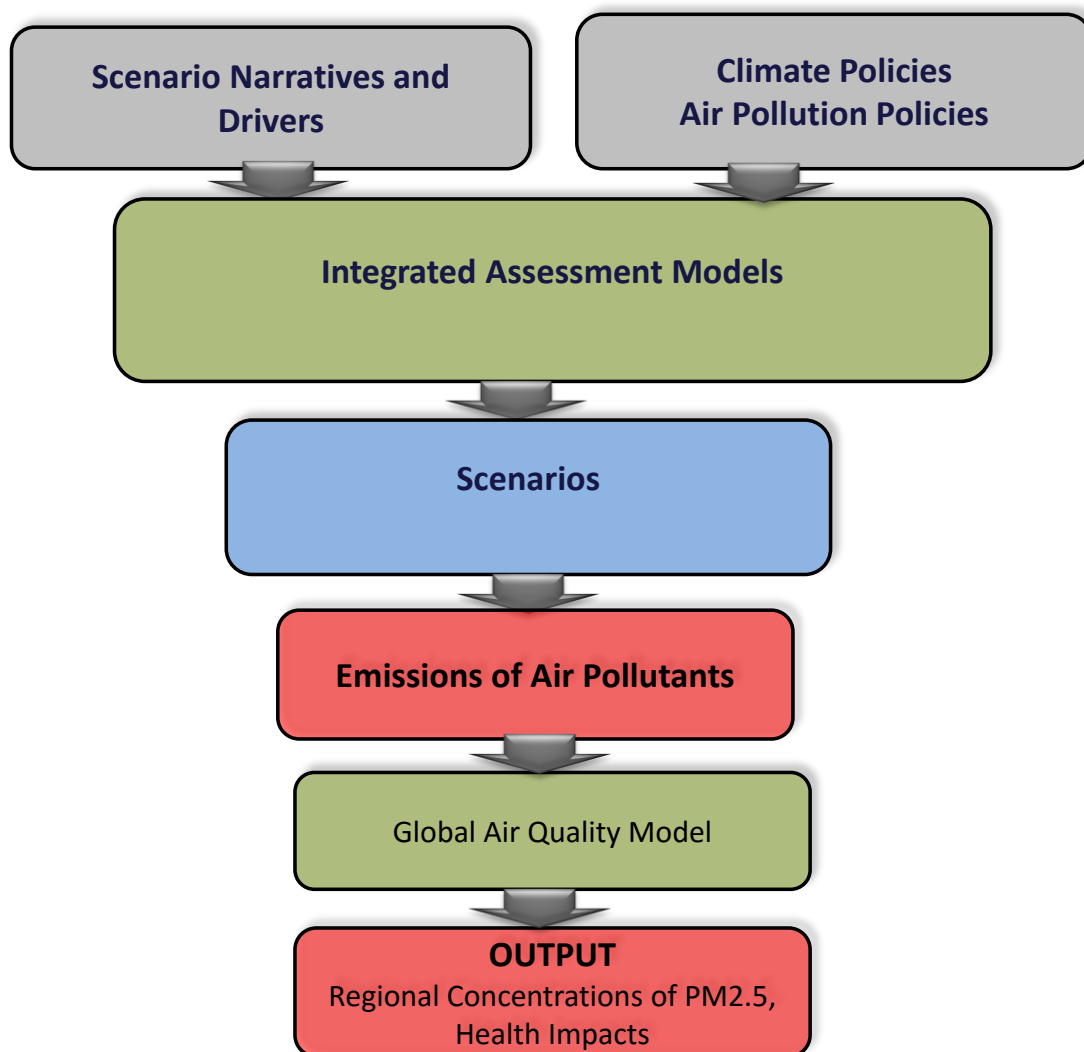 Scenario Narratives and
Drivers
Climate Policies
Air Pollution Policies
Integrated Assessment Models
Scenarios
Emissions of Air Pollutants
Global Air Quality Model
OUTPUT
Regional Concentrations of PM2.5,
Health Impacts